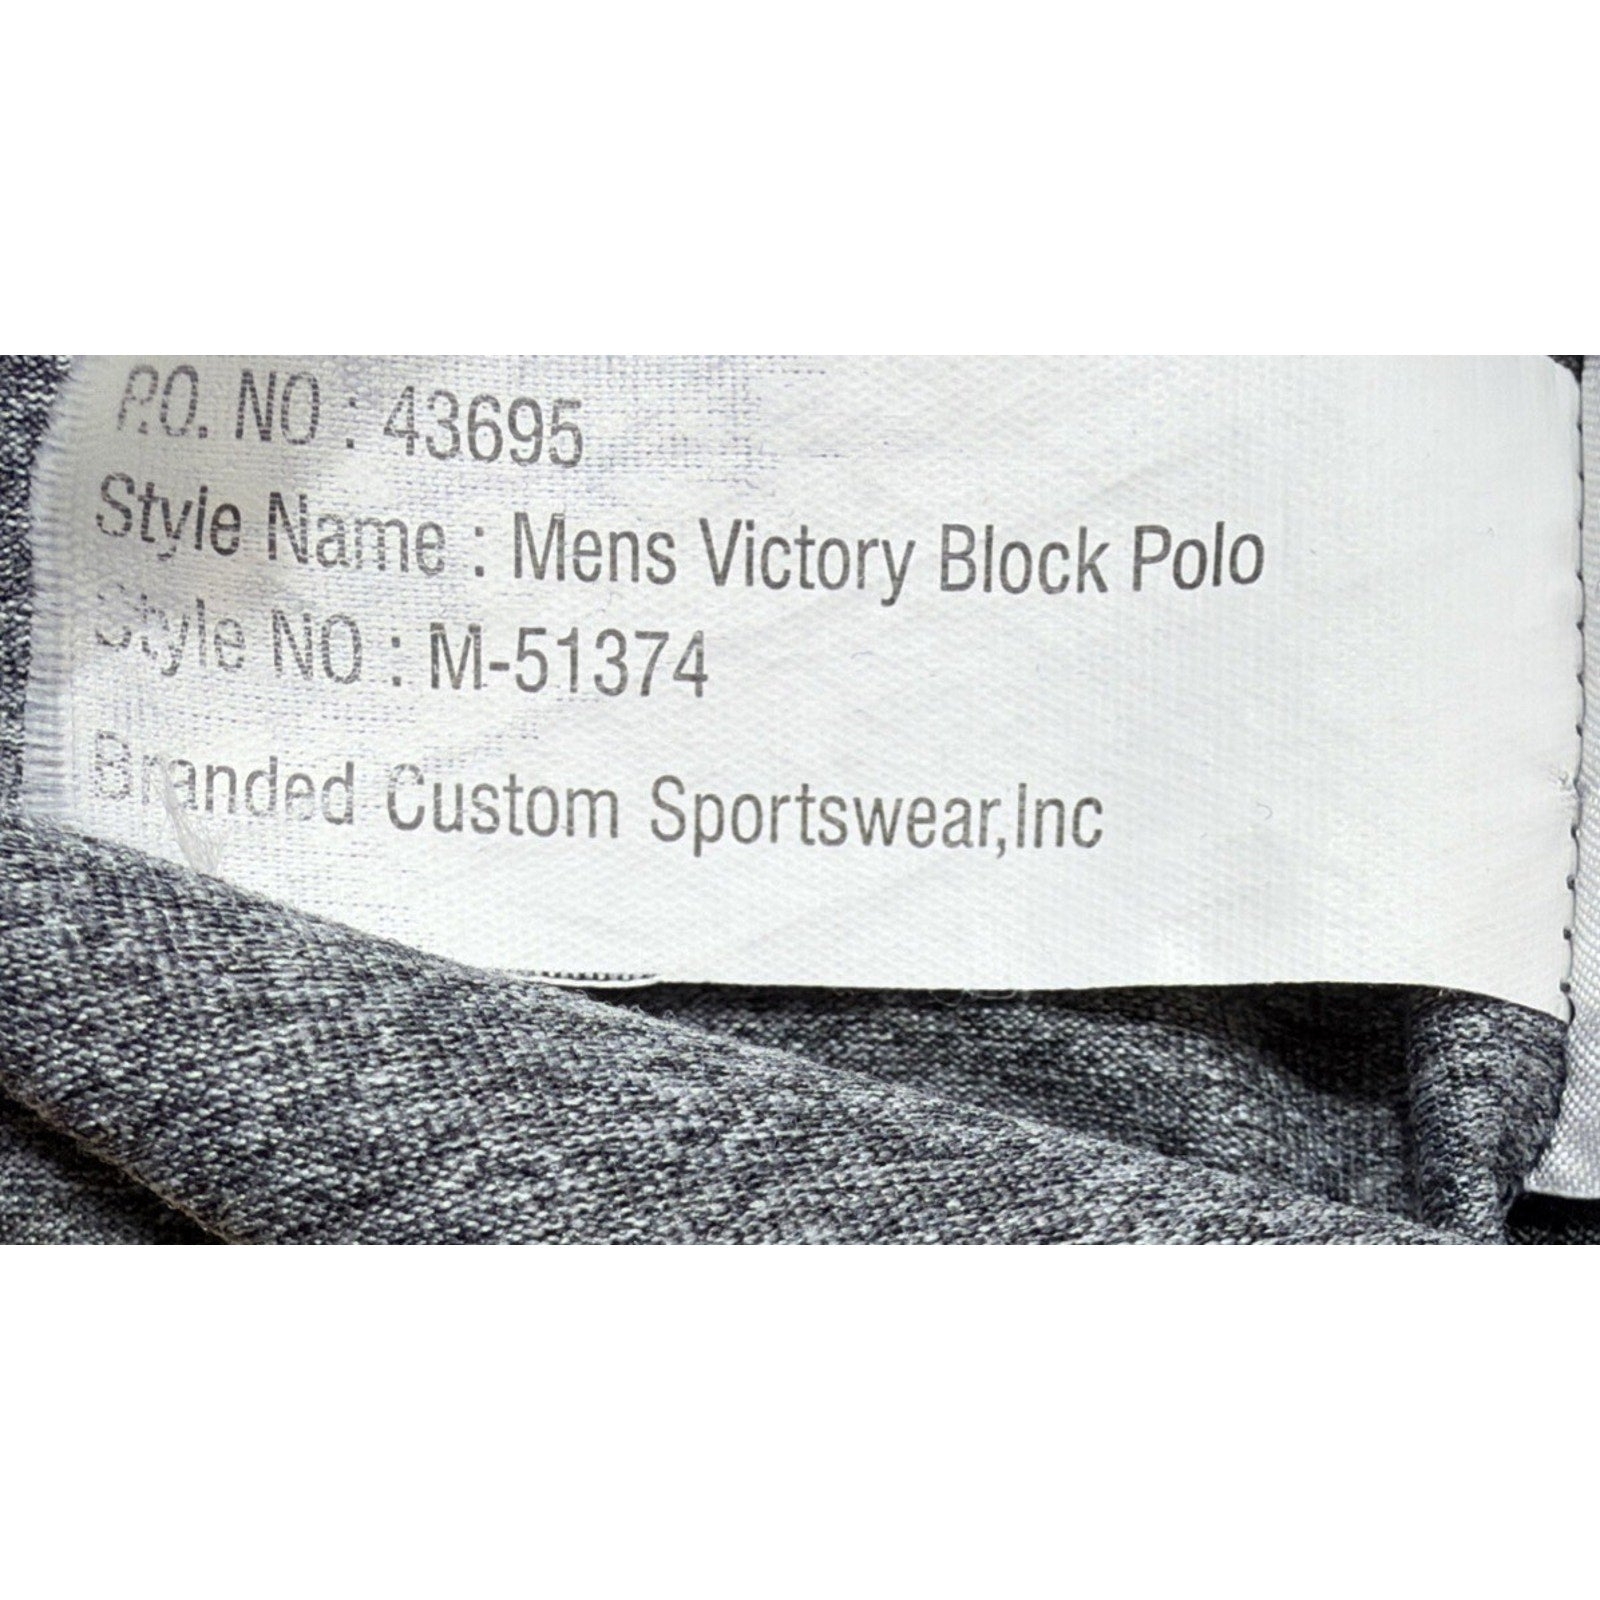 P.O. NO : 43695
Style Name : Mens Victory Block Polo
Style NO : M-51374
Branded Custom Sportswear,Inc